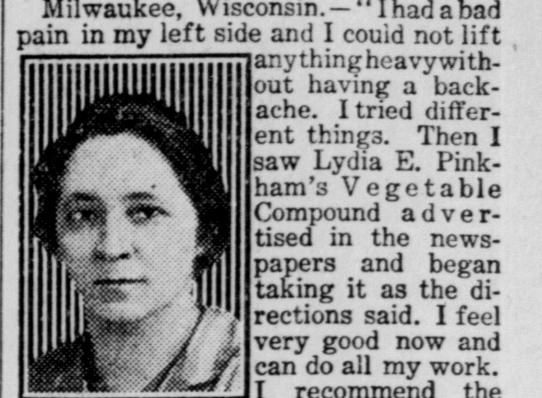 Milwaukee, Wisconsin.—"I had a bad
pain in my left side and I could not lift
anything heavy with-
out having a back-
ache. I tried differ-
ent things. Then I
saw Lydia E. Pink-
ham's Vegetable
Compound adver-
tised in the news-
papers and began
taking it as the di-
rections said. I feel
very good now and
can do all my work.
I recommend the